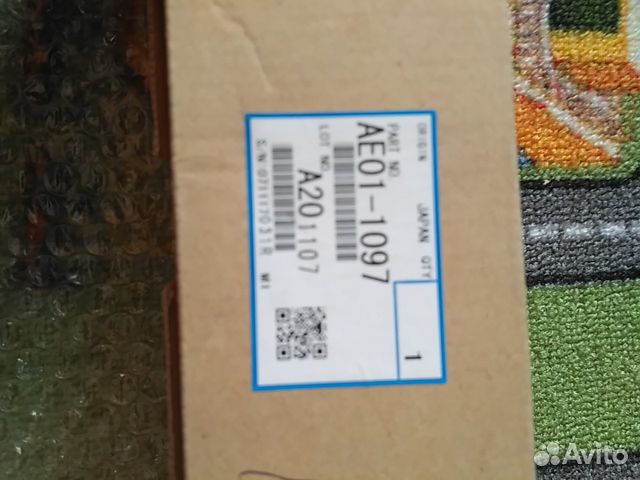 ORIGIN JAPAN QTY
PART NO. 1
AE01-1097
LOT NO.
A201107
Avito